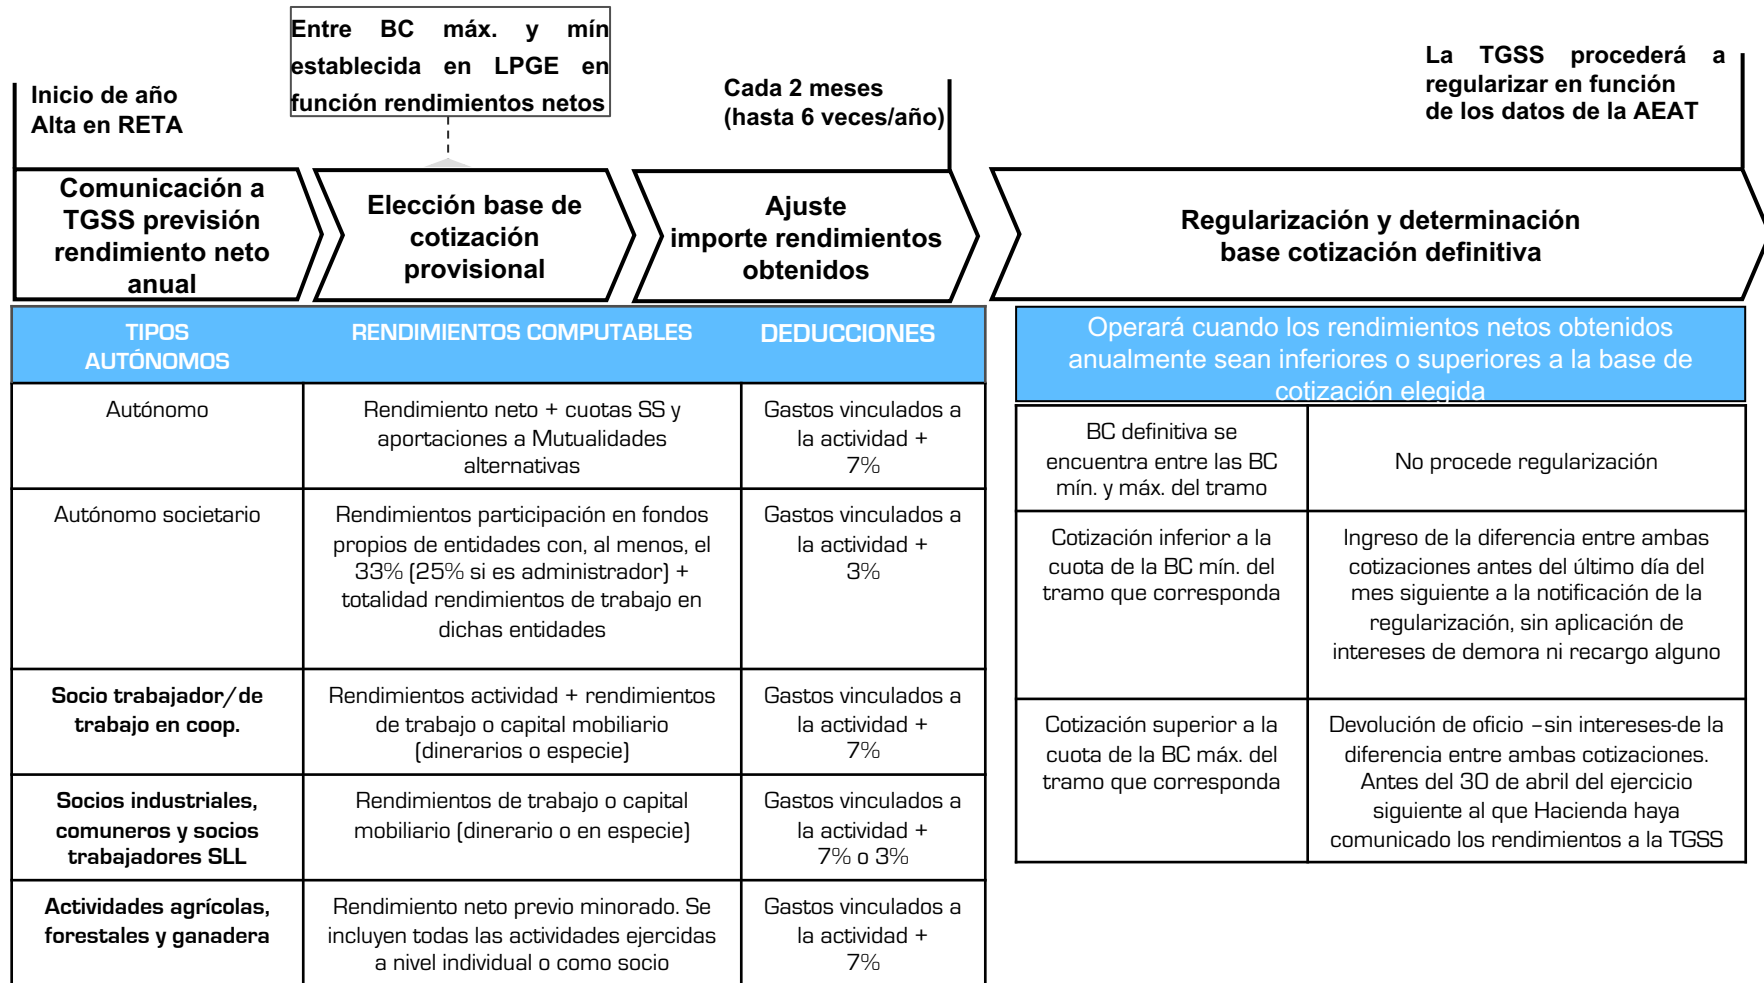 Entre BC máx. y mín
establecida en LPGE en
función rendimientos netos
Inicio de año
Alta en RETA
Cada 2 meses
(hasta 6 veces/año)
La TGSS procederá a
regularizar en función
de los datos de la AEAT
Comunicación a
TGSS previsión
rendimiento neto
anual
Elección base de
cotización
provisional
Ajuste
importe rendimientos
obtenidos
Regularización y determinación
base cotización definitiva
TIPOS
AUTÓNOMOS
RENDIMIENTOS COMPUTABLES
DEDUCCIONES
Autónomo
Rendimiento neto + cuotas SS y
aportaciones a Mutualidades
alternativas
Gastos vinculados a
la actividad +
7%
Autónomo societario
Rendimientos participación en fondos
propios de entidades con, al menos, el
33% (25% si es administrador) +
totalidad rendimientos de trabajo en
dichas entidades
Gastos vinculados a
la actividad +
3%
Socio trabajador/de
trabajo en coop.
Rendimientos actividad + rendimientos
de trabajo o capital mobiliario
(dinerarios o especie)
Gastos vinculados a
la actividad +
7%
Socios industriales,
comuneros y socios
trabajadores SLL
Rendimientos de trabajo o capital
mobiliario (dinerario o en especie)
Gastos vinculados a
la actividad +
7% o 3%
Actividades agrícolas,
forestales y ganadera
Rendimiento neto previo minorado. Se
incluyen todas las actividades ejercidas
a nivel individual o como socio
Gastos vinculados a
la actividad +
7%
Operará cuando los rendimientos netos obtenidos
anualmente sean inferiores o superiores a la base de
cotización elegida
BC definitiva se
encuentra entre las BC
mín. y máx. del tramo
No procede regularización
Cotización inferior a la
cuota de la BC mín. del
tramo que corresponda
Ingreso de la diferencia entre ambas
cotizaciones antes del último día del
mes siguiente a la notificación de la
regularización, sin aplicación de
intereses de demora ni recargo alguno
Cotización superior a la
cuota de la BC máx. del
tramo que corresponda
Devolución de oficio –sin intereses-de la
diferencia entre ambas cotizaciones.
Antes del 30 de abril del ejercicio
siguiente al que Hacienda haya
comunicado los rendimientos a la TGSS